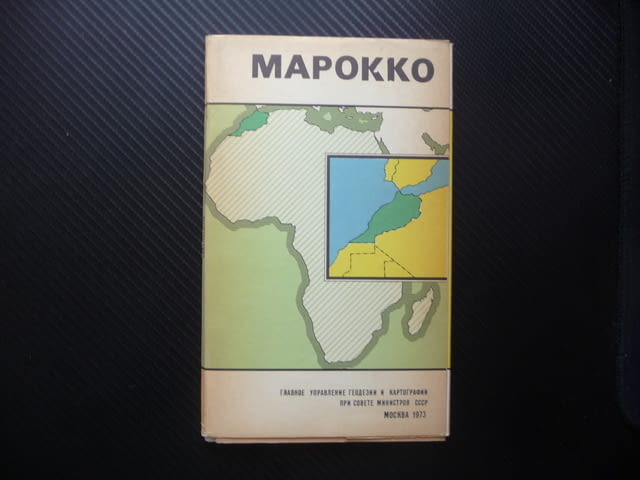 МАРОККО
ГЛАВНОЕ УПРАВЛЕНИЕ ГЕОДЕЗИИ И КАРТОГРАФИИ
ПРИ СОВЕТЕ МИНИСТРОВ СССР
МОСКВА 1973